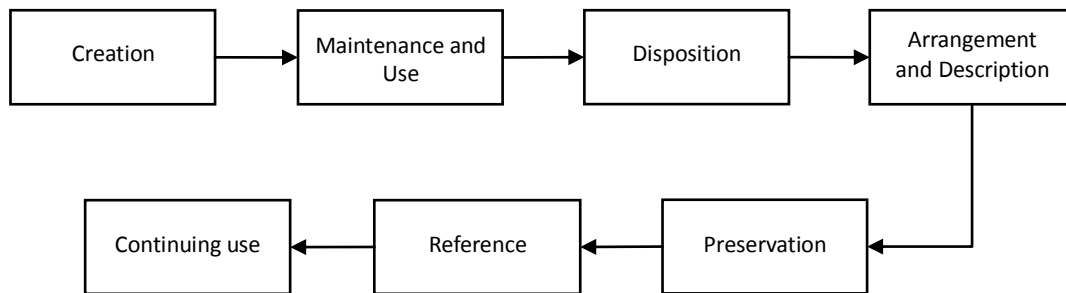 Creation
Maintenance and
Use
Disposition
Arrangement
and Description
Preservation
Reference
Continuing use